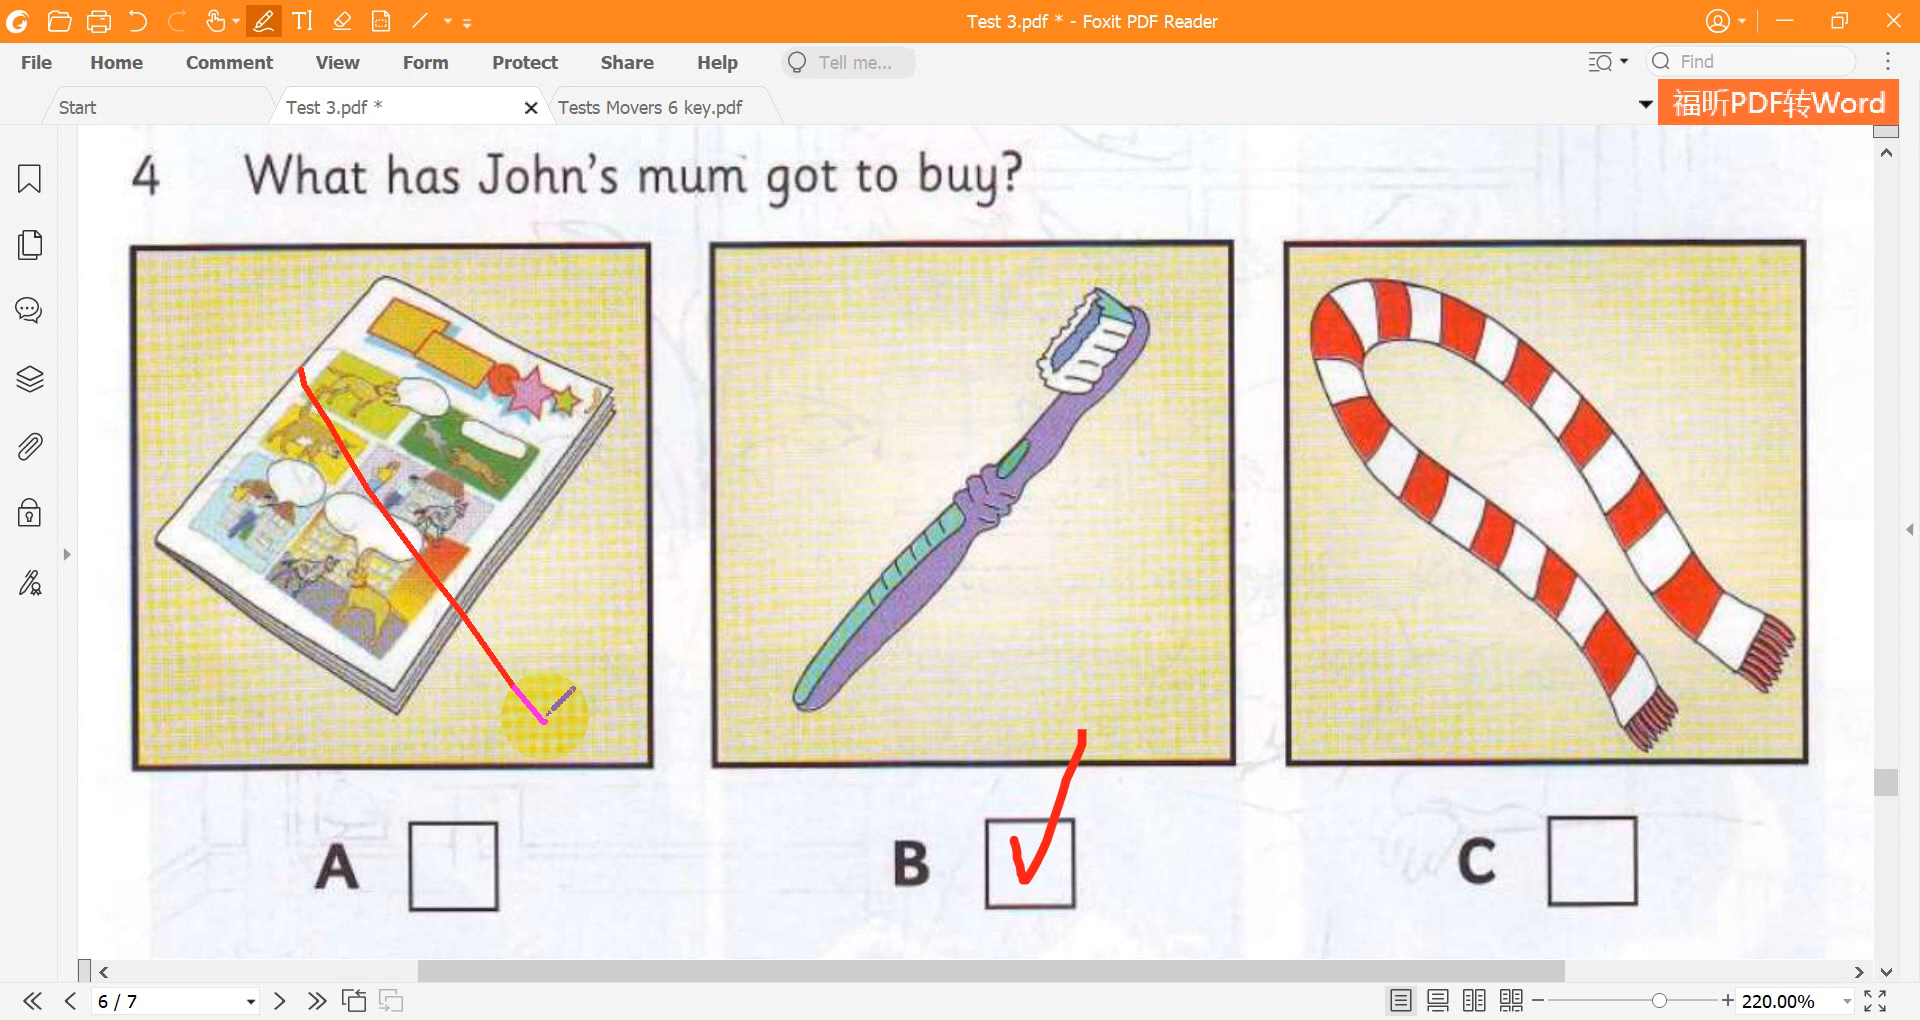 Test 3.pdf * - Foxit PDF Reader
File Home Comment View Form Protect Share Help Tell me... Find
Start Test 3.pdf * Tests Movers 6 key.pdf 福昕PDF转Word
4 What has John's mum got to buy?
A B C
6 / 7 220.00%